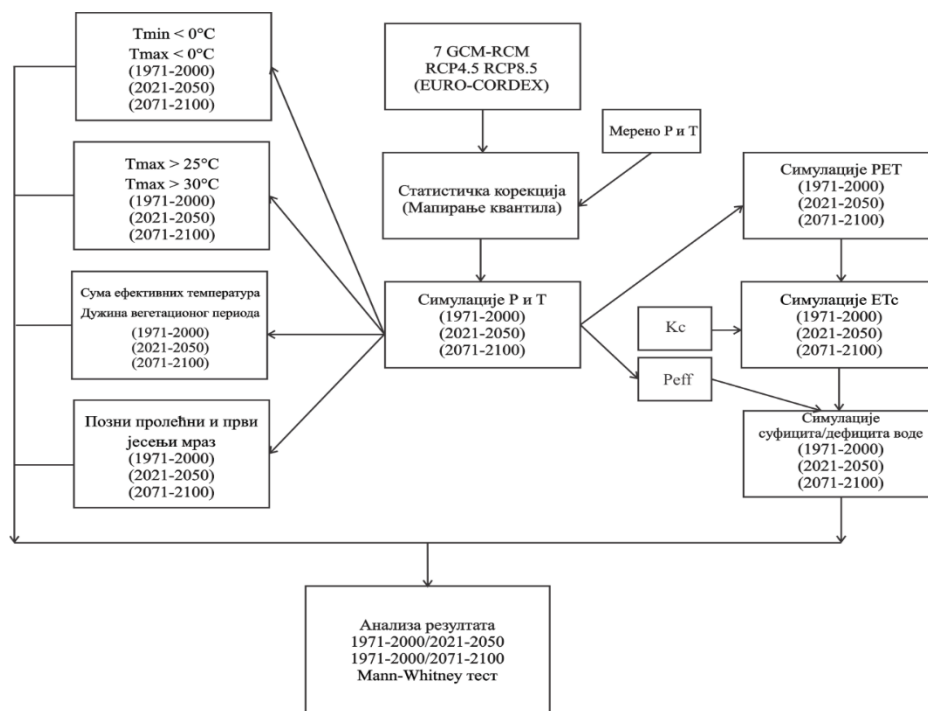 Tmin < 0°C
Tmax < 0°C
(1971-2000)
(2021-2050)
(2071-2100)
7 GCM-RCM
RCP4.5 RCP8.5
(EURO-CORDEX)
Мерено P и T
Tmax > 25°C
Tmax > 30°C
(1971-2000)
(2021-2050)
(2071-2100)
Статистичка корекција
(Мапирање квантила)
Симулације PET
(1971-2000)
(2021-2050)
(2071-2100)
Сума ефективних температура
Дужина вегетационог периода
(1971-2000)
(2021-2050)
(2071-2100)
Симулације P и T
(1971-2000)
(2021-2050)
(2071-2100)
Kc
Симулације ETc
(1971-2000)
(2021-2050)
(2071-2100)
Peff
Позни пролећни и први
јесењи мраз
(1971-2000)
(2021-2050)
(2071-2100)
Симулације
суфицита/дефицита воде
(1971-2000)
(2021-2050)
(2071-2100)
Анализа резултата
1971-2000/2021-2050
1971-2000/2071-2100
Mann-Whitney тест